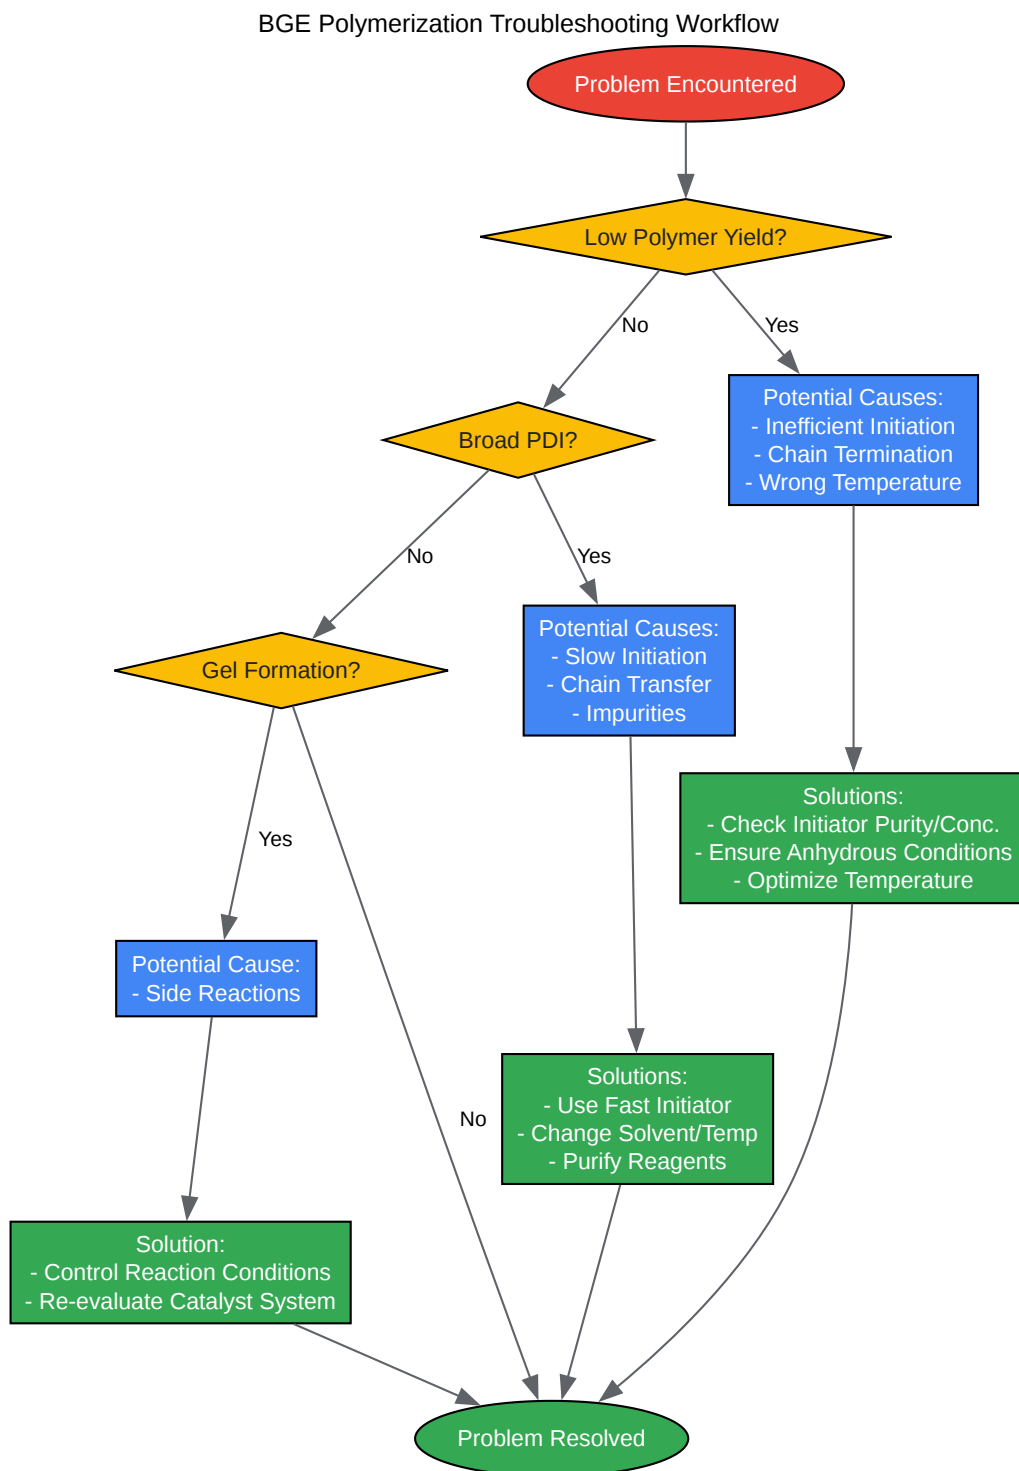 BGE Polymerization Troubleshooting Workflow
Problem Encountered
Low Polymer Yield?
No
Yes
Potential Causes:
- Inefficient Initiation
- Chain Termination
- Wrong Temperature
Broad PDI?
No
Yes
Potential Causes:
- Slow Initiation
- Chain Transfer
- Impurities
Gel Formation?
Solutions:
- Check Initiator Purity/Conc.
- Ensure Anhydrous Conditions
- Optimize Temperature
Yes
No
Potential Cause:
- Side Reactions
Solutions:
- Use Fast Initiator
- Change Solvent/Temp
- Purify Reagents
Solution:
- Control Reaction Conditions
- Re-evaluate Catalyst System
Problem Resolved